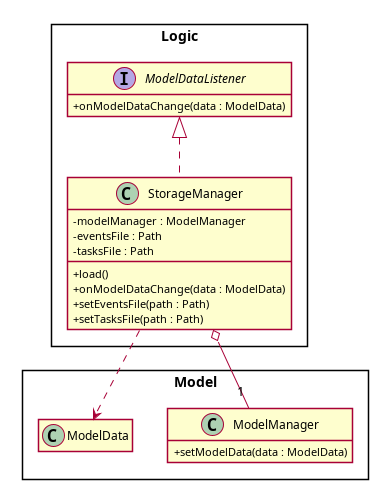 Logic
I ModelDataListener
+onModelDataChange(data : ModelData)
C StorageManager
-modelManager : ModelManager
-eventsFile : Path
-tasksFile : Path
+load()
+onModelDataChange(data : ModelData)
+setEventsFile(path : Path)
+setTasksFile(path : Path)
1
Model
C ModelData
C ModelManager
+setModelData(data : ModelData)